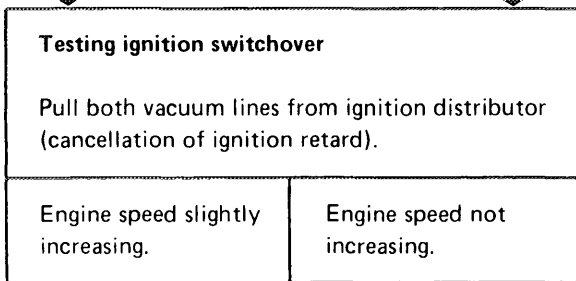 Testing ignition switchover
Pull both vacuum lines from ignition distributor
(cancellation of ignition retard).
Engine speed slightly
increasing.
Engine speed not
increasing.